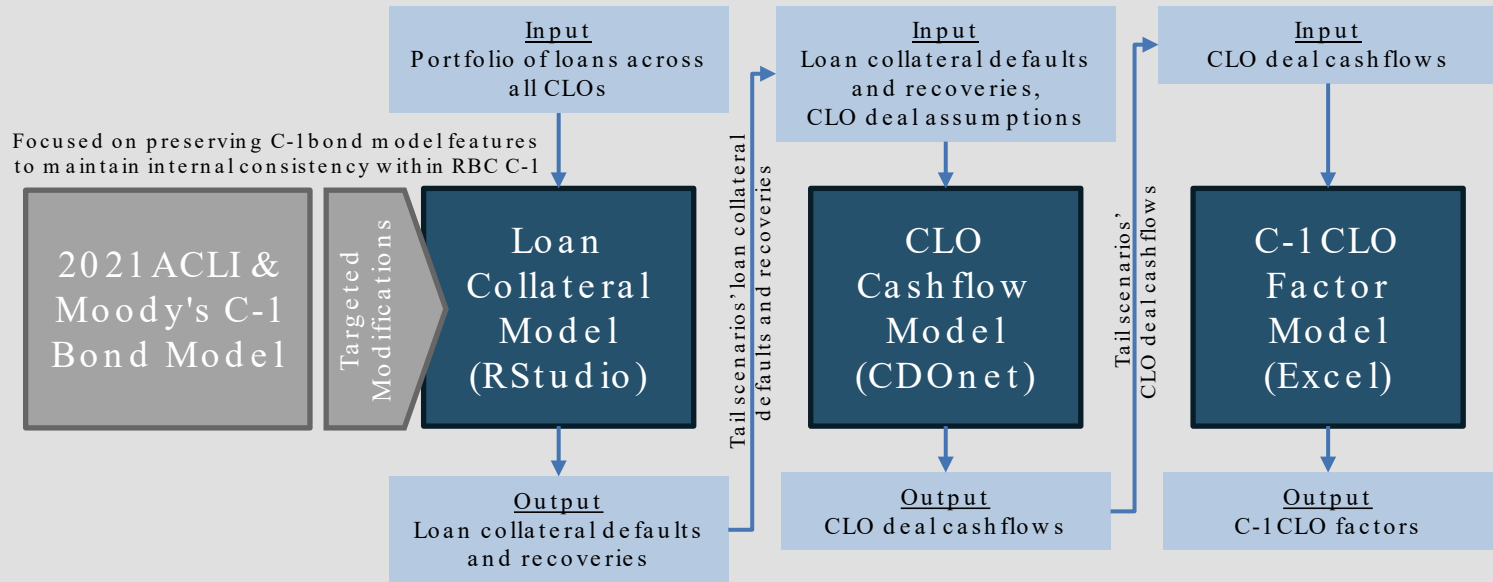 Input
Portfolio of loans across
all CLOs
Input
Loan collateral defaults
and recoveries,
CLO deal assumptions
Input
CLO deal cashflows
Focused on preserving C-1 bond model features
to maintain internal consistency within RBC C-1
2021 ACLI &
Moody's C-1
Bond Model
Targeted
Modifications
Loan
Collateral
Model
(RStudio)
Tail scenarios' loan collateral
defaults and recoveries
CLO
Cashflow
Model
(CDOnet)
Tail scenarios'
CLO deal cashflows
C-1 CLO
Factor
Model
(Excel)
Output
Loan collateral defaults
and recoveries
Output
CLO deal cashflows
Output
C-1 CLO factors